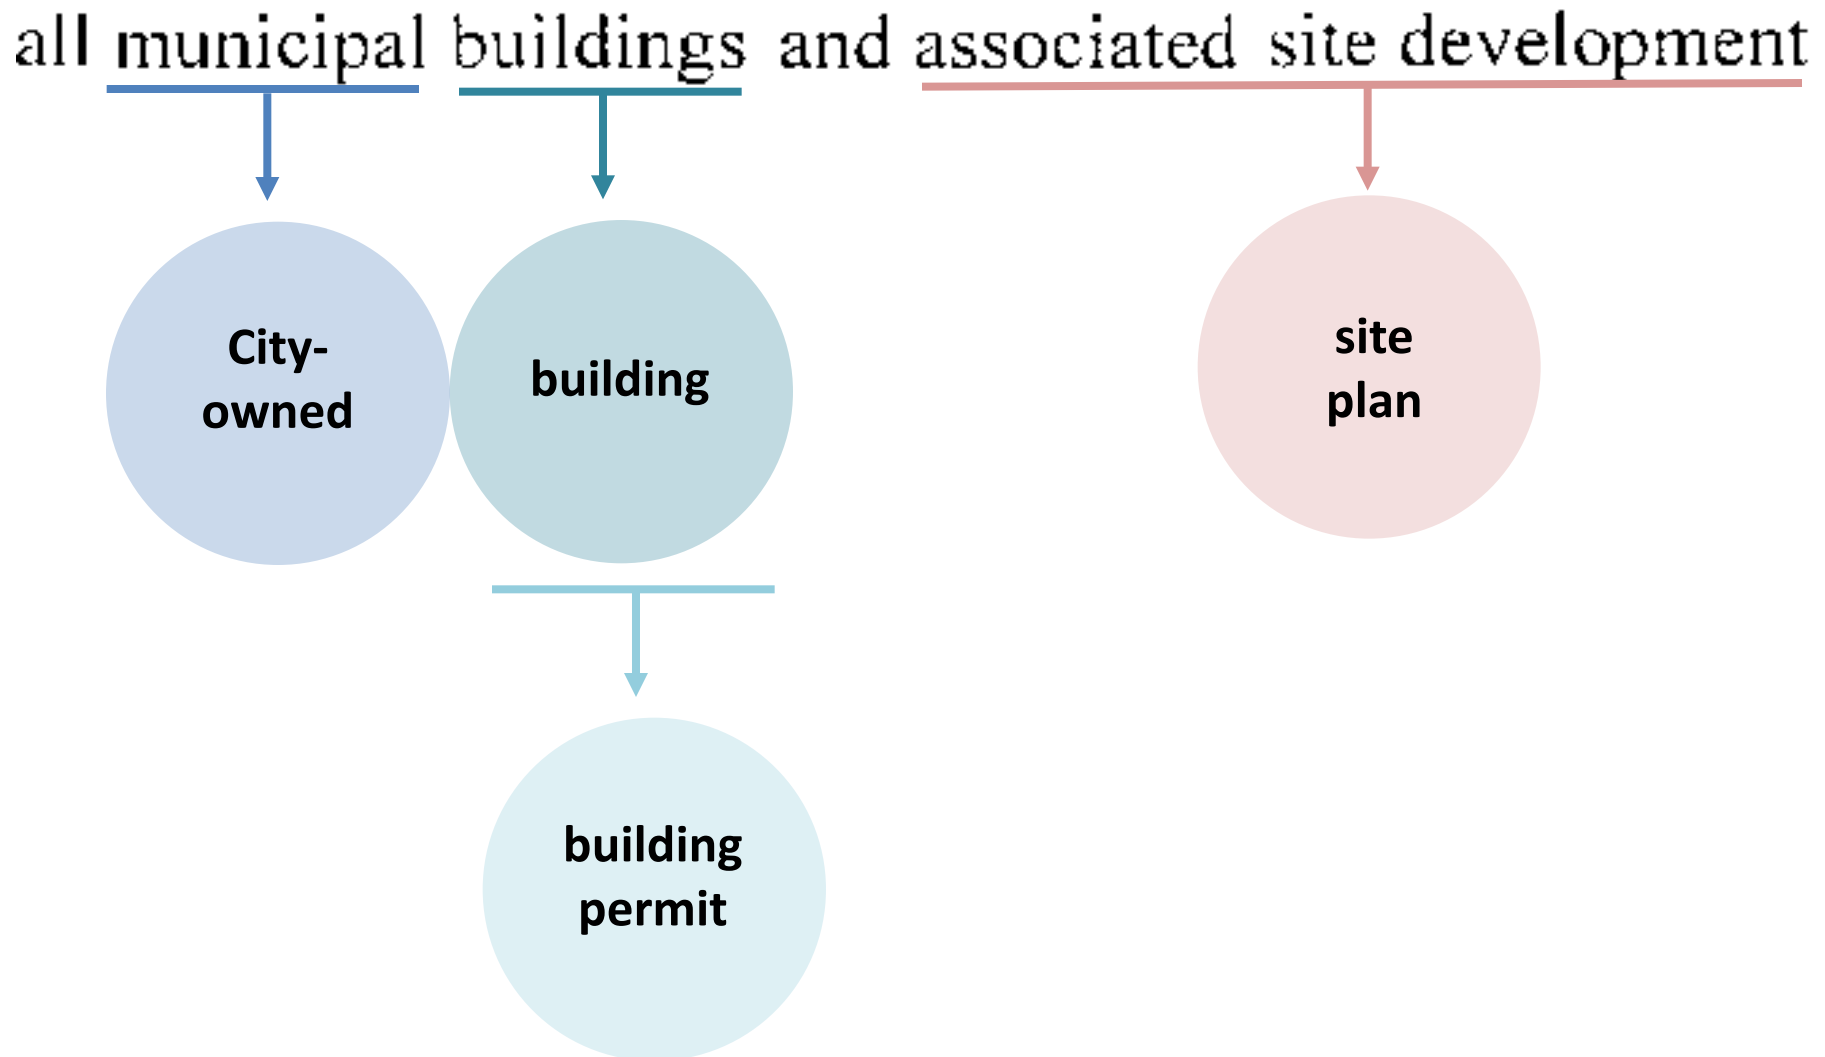 all municipal buildings and associated site development
City-
owned
building
site
plan
building
permit